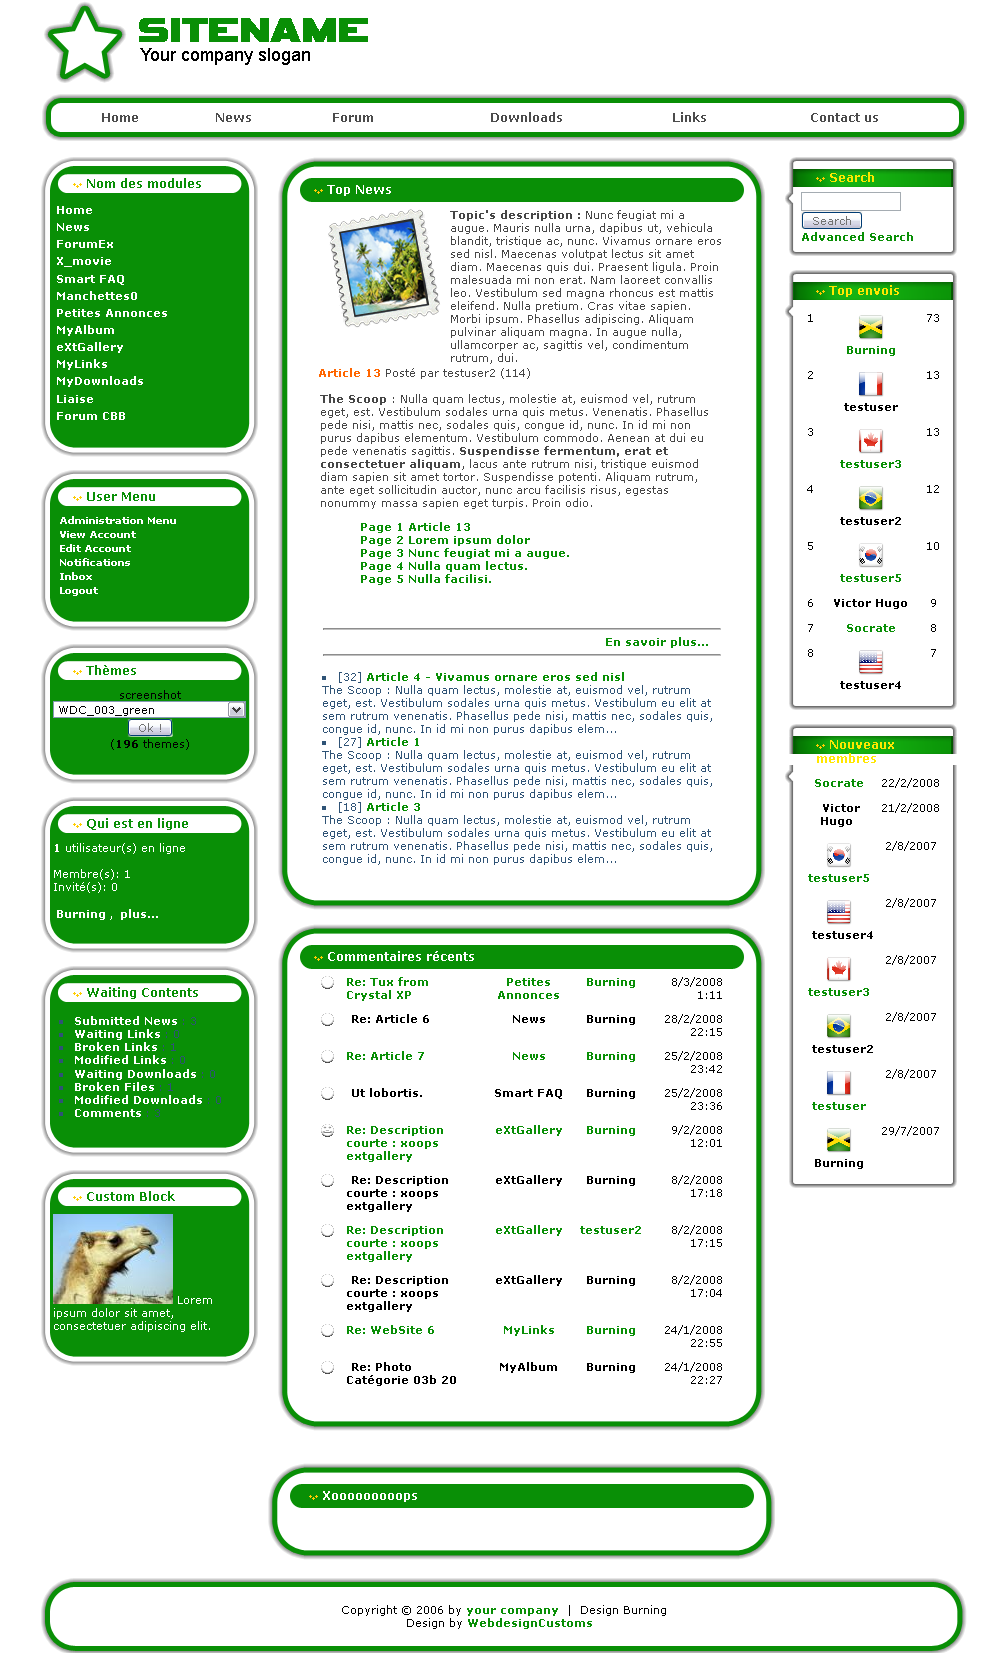 SITENAME
Your company slogan
Home News Forum Downloads Links Contact us
Nom des modules
Home
News
ForumEx
X_movie
Smart FAQ
Manchettes0
Petites Annonces
MyAlbum
eXtGallery
MyLinks
MyDownloads
Liaise
Forum CBB
User Menu
Administration Menu
View Account
Edit Account
Notifications
Inbox
Logout
Thèmes
screenshot
WDC_003_green
Ok !
(196 themes)
Qui est en ligne
1 utilisateur(s) en ligne
Membre(s): 1
Invité(s): 0
Burning , plus...
Waiting Contents
Submitted News
Waiting Links : 0
Broken Links
Modified Links : 0
Waiting Downloads : 0
Broken Files : 1
Modified Downloads : 0
Comments
Custom Block
Lorem
ipsum dolor sit amet,
consectetuer adipiscing elit.
Top News
Topic's description : Nunc feugiat mi a
augue. Mauris nulla urna, dapibus ut, vehicula
blandit, tristique ac, nunc. Vivamus ornare eros
sed nisl. Maecenas volutpat lectus sit amet
diam. Maecenas quis dui. Praesent ligula. Proin
malesuada mi non erat. Nam laoreet convallis
leo. Vestibulum sed magna rhoncus est mattis
eleifend. Nulla pretium. Cras vitae sapien.
Morbi ipsum. Phasellus adipiscing. Aliquam
pulvinar aliquam magna. In augue nulla,
ullamcorper ac, sagittis vel, condimentum
rutrum, dui.
Article 13 Posté par testuser2 (114)
The Scoop : Nulla quam lectus, molestie at, euismod vel, rutrum
eget, est. Vestibulum sodales urna quis metus. Venenatis. Phasellus
pede nisi, mattis nec, sodales quis, congue id, nunc. In id mi non
purus dapibus elementum. Vestibulum commodo. Aenean at dui eu
pede venenatis sagittis. Suspendisse fermentum, erat et
consectetuer aliquam, lacus ante rutrum nisi, tristique euismod
diam sapien sit amet tortor. Suspendisse potenti. Aliquam rutrum,
ante eget sollicitudin auctor, nunc arcu facilisis risus, egestas
nonummy massa sapien eget turpis. Proin odio.
Page 1 Article 13
Page 2 Lorem ipsum dolor
Page 3 Nunc feugiat mi a augue.
Page 4 Nulla quam lectus.
Page 5 Nulla facilisi.
En savoir plus...
[32] Article 4 - Vivamus ornare eros sed nisl
The Scoop : Nulla quam lectus, molestie at, euismod vel, rutrum
eget, est. Vestibulum sodales urna quis metus. Vestibulum eu elit at
sem rutrum venenatis. Phasellus pede nisi, mattis nec, sodales quis,
congue id, nunc. In id mi non purus dapibus elem...
[27] Article 1
The Scoop : Nulla quam lectus, molestie at, euismod vel, rutrum
eget, est. Vestibulum sodales urna quis metus. Vestibulum eu elit at
sem rutrum venenatis. Phasellus pede nisi, mattis nec, sodales quis,
congue id, nunc. In id mi non purus dapibus elem...
[18] Article 3
The Scoop : Nulla quam lectus, molestie at, euismod vel, rutrum
eget, est. Vestibulum sodales urna quis metus. Vestibulum eu elit at
sem rutrum venenatis. Phasellus pede nisi, mattis nec, sodales quis,
congue id, nunc. In id mi non purus dapibus elem...
Commentaires récents
Re: Tux from Petites Burning 8/3/2008
Crystal XP Annonces 1:11
Re: Article 6 News Burning 28/2/2008
22:15
Re: Article 7 News Burning 25/2/2008
23:42
Ut lobortis. Smart FAQ Burning 25/2/2008
23:36
Re: Description eXtGallery Burning 9/2/2008
courte : xoops 12:01
extgallery
Re: Description eXtGallery Burning 8/2/2008
courte : xoops 17:18
extgallery
Re: Description eXtGallery testuser2 8/2/2008
courte : xoops 17:15
extgallery
Re: Description eXtGallery Burning 8/2/2008
courte : xoops 17:04
extgallery
Re: WebSite 6 MyLinks Burning 24/1/2008
22:55
Re: Photo MyAlbum Burning 24/1/2008
Catégorie 03b 20 22:27
Xooooooooops
Search
Search
Advanced Search
Top envois
1 73
Burning
2 13
testuser
3 13
testuser3
4 12
testuser2
5 10
testuser5
6 Victor Hugo 9
7 Socrate 8
8 7
testuser4
Nouveaux
membres
Socrate 22/2/2008
Victor 21/2/2008
Hugo
2/8/2007
testuser5
2/8/2007
testuser4
2/8/2007
testuser3
2/8/2007
testuser2
2/8/2007
testuser
29/7/2007
Burning
Copyright © 2006 by your company | Design Burning
Design by WebdesignCustoms